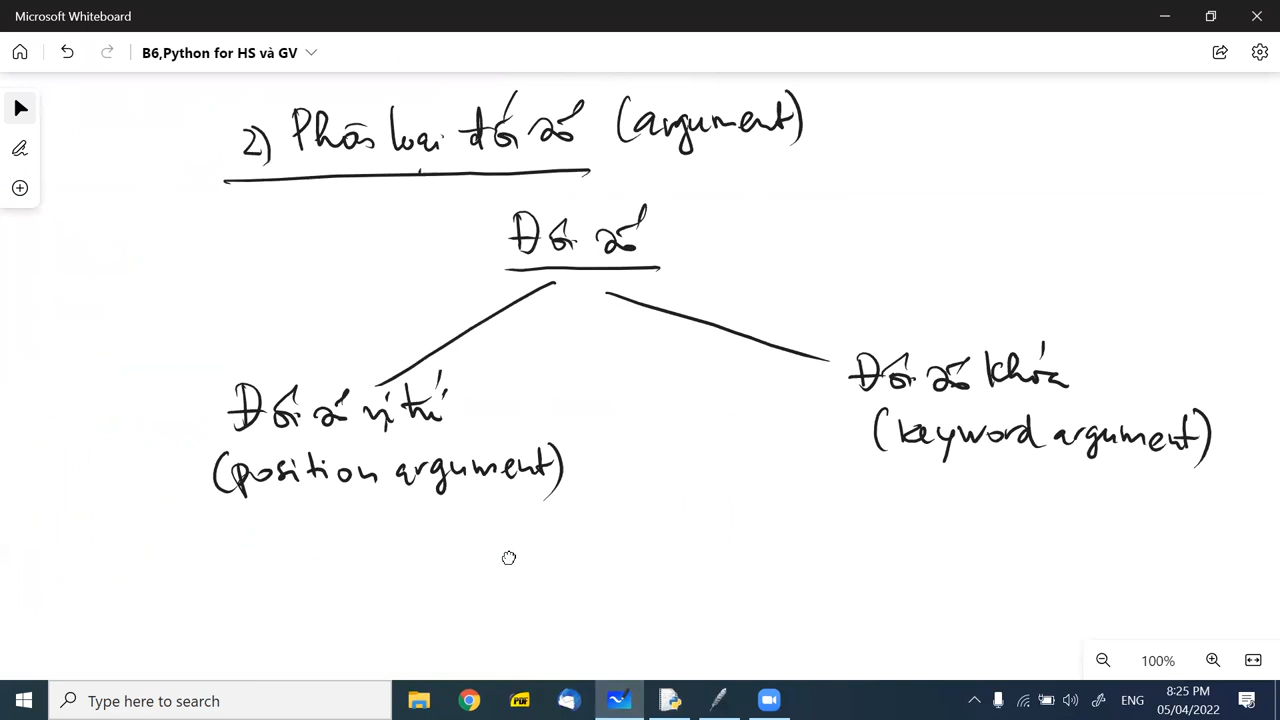 Microsoft Whiteboard
B6,Python for HS và GV
2) Phân loại đối số (argument)
Đối số
Đối số vị trí
(position argument)
Đối số khóa
(keyword argument)
100%
Type here to search
PDF
ENG
8:25 PM
05/04/2022